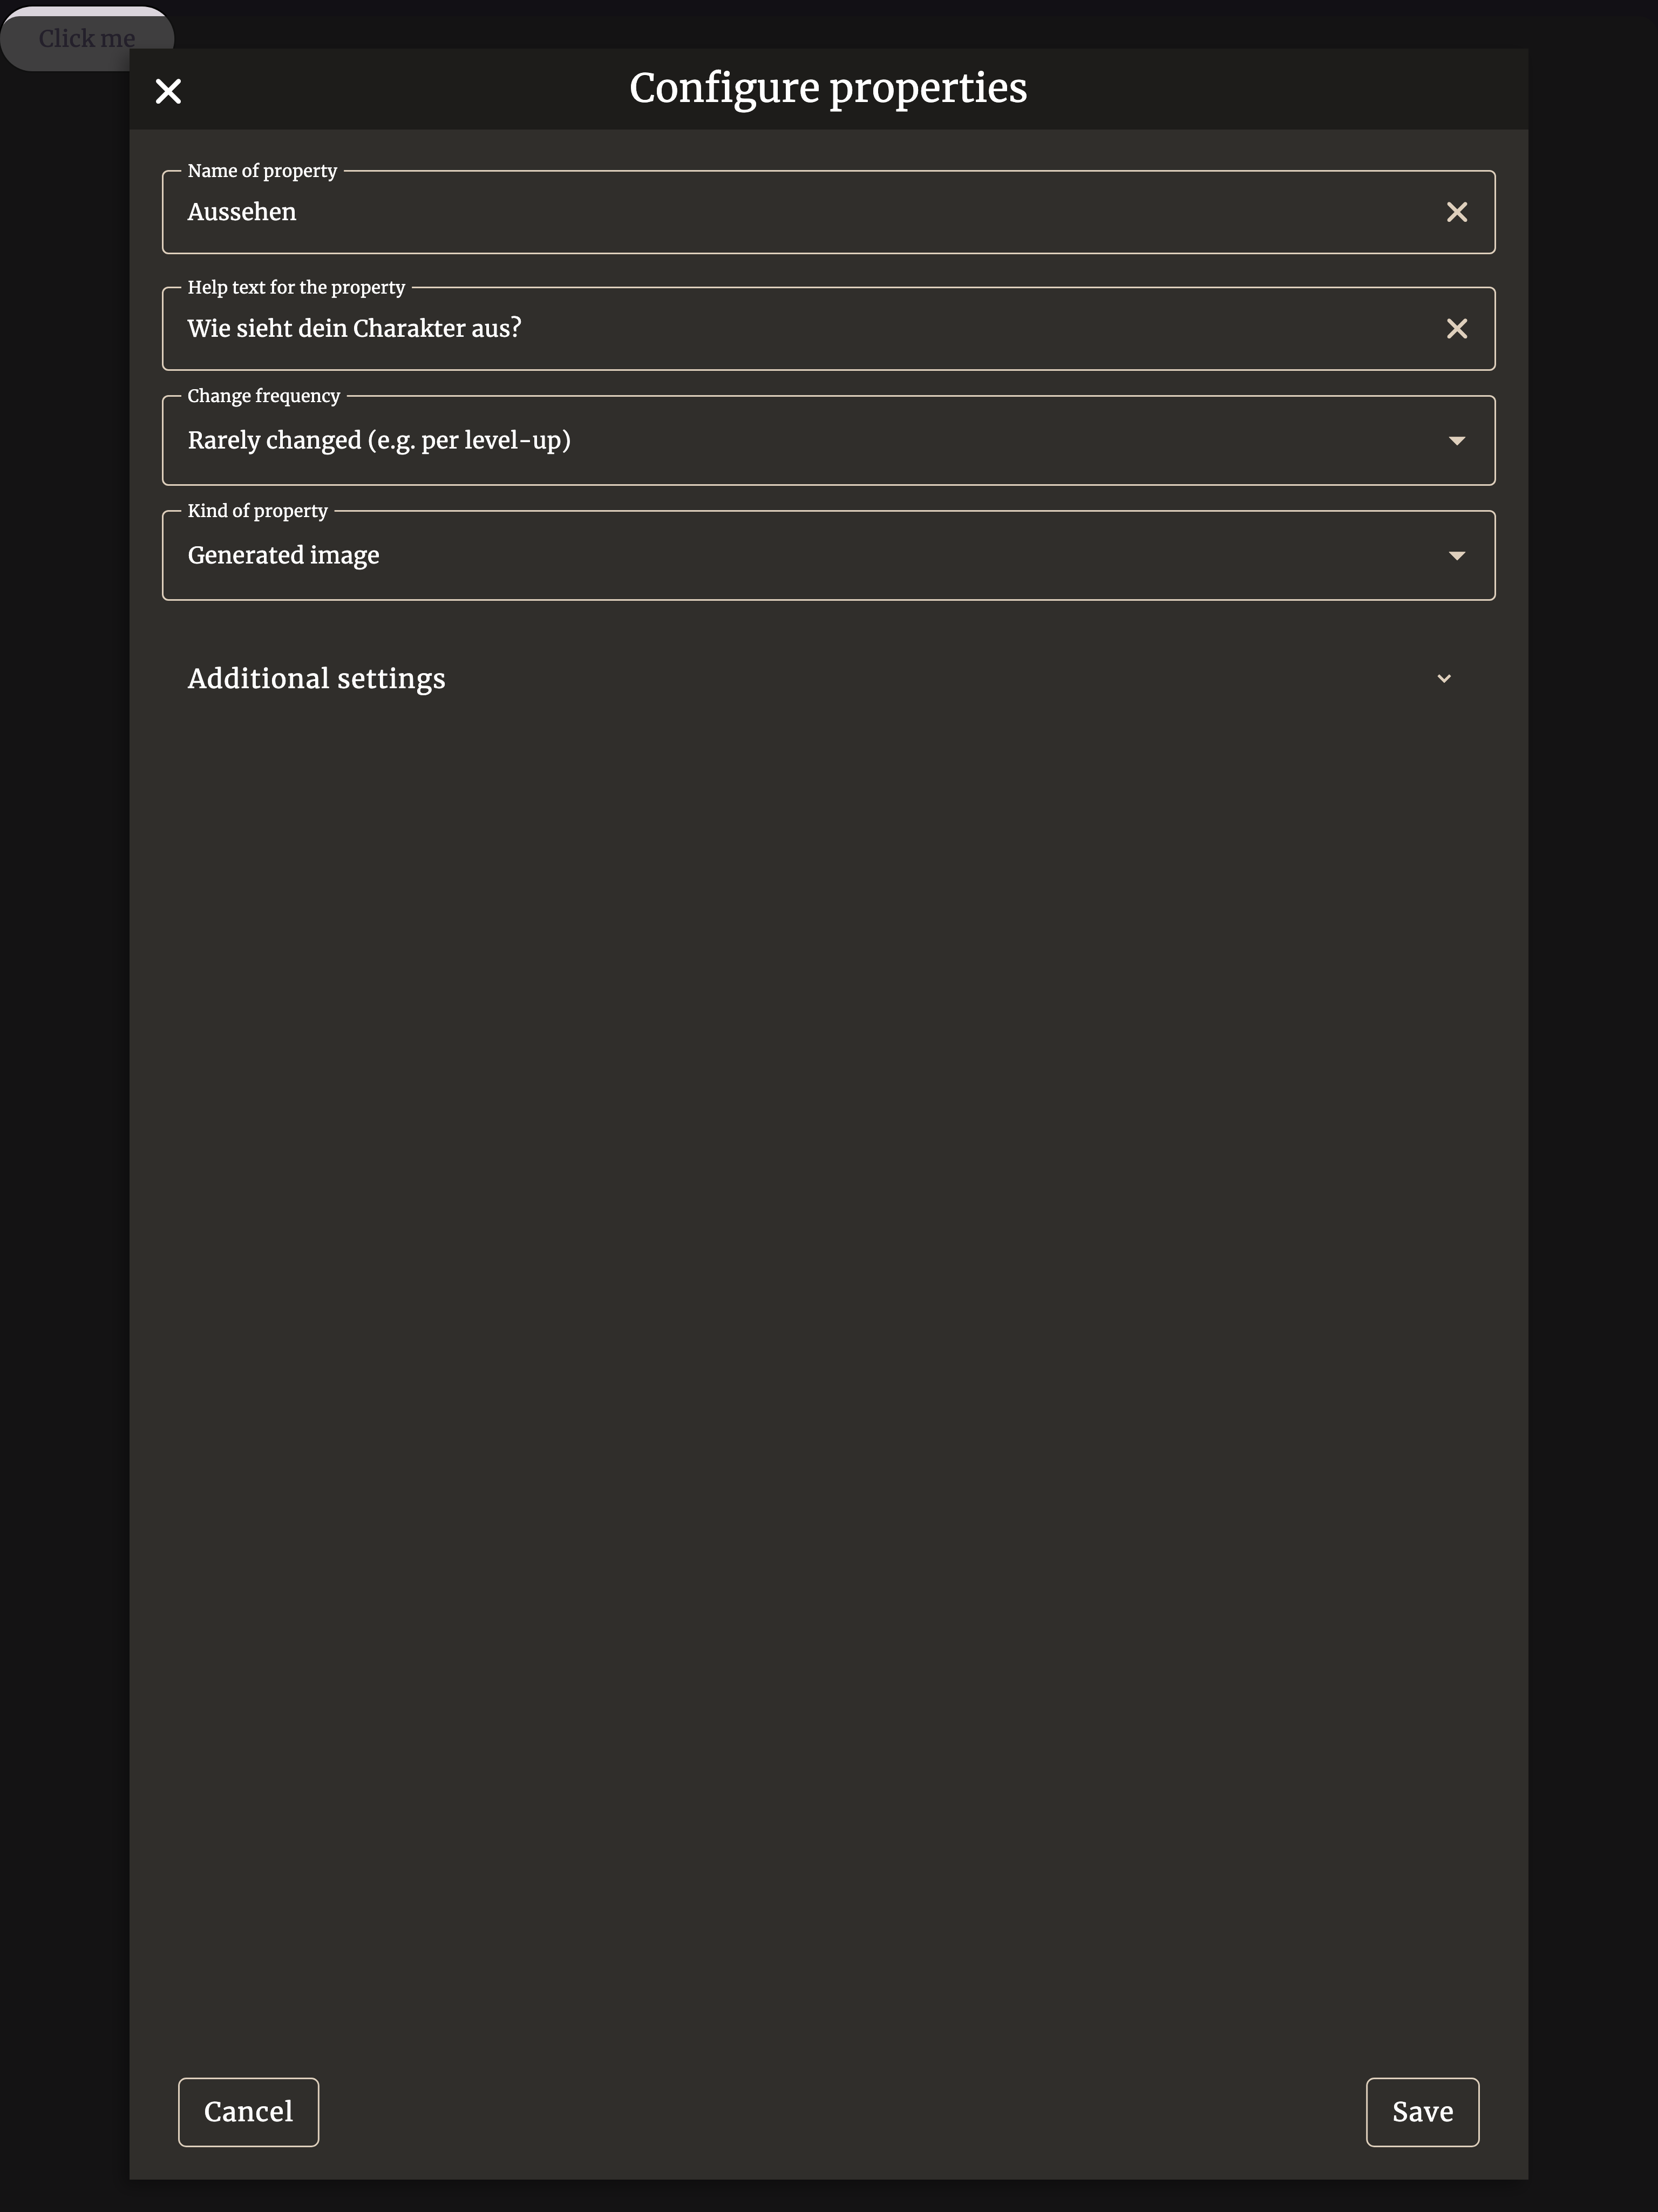 Click me
Configure properties
Name of property
Aussehen
Help text for the property
Wie sieht dein Charakter aus?
Change frequency
Rarely changed (e.g. per level-up)
Kind of property
Generated image
Additional settings
Cancel
Save